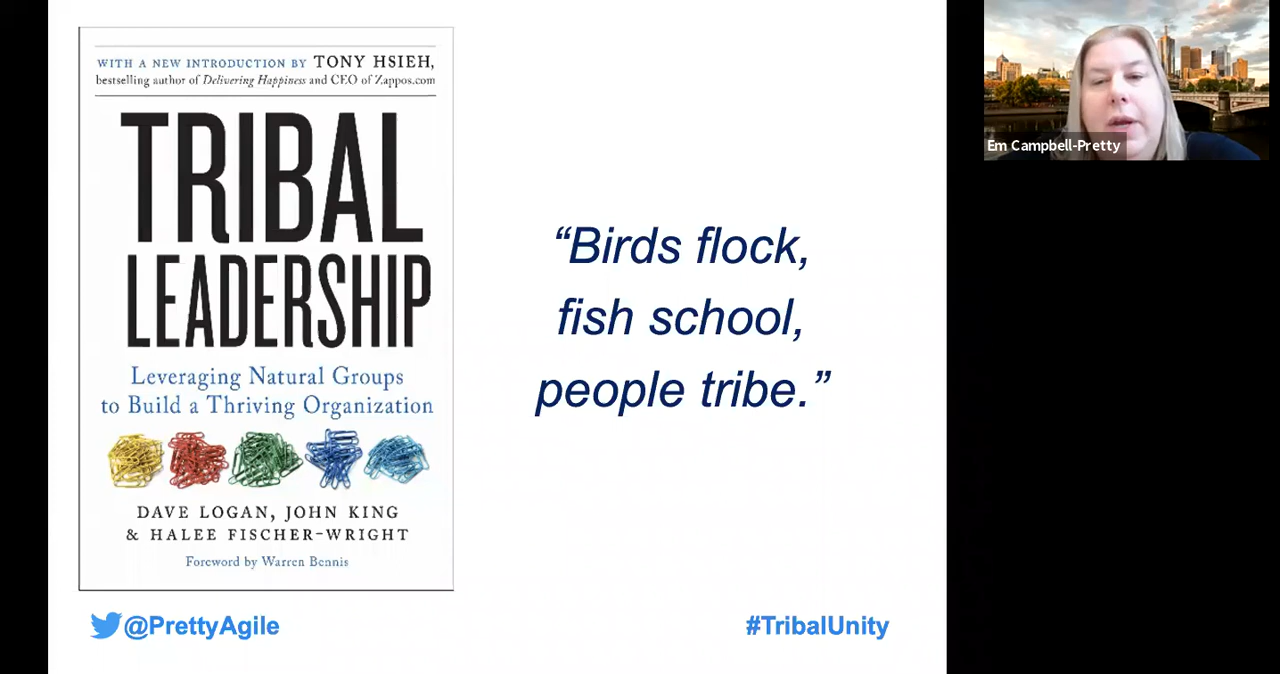 WITH A NEW INTRODUCTION BY TONY HSIEH,
bestselling author of Delivering Happiness and CEO of Zappos.com
TRIBAL
LEADERSHIP
Leveraging Natural Groups
to Build a Thriving Organization
DAVE LOGAN, JOHN KING
& HALEE FISCHER-WRIGHT
Foreword by Warren Bennis
“Birds flock,
fish school,
people tribe.”
@PrettyAgile
#TribalUnity
Em Campbell-Pretty